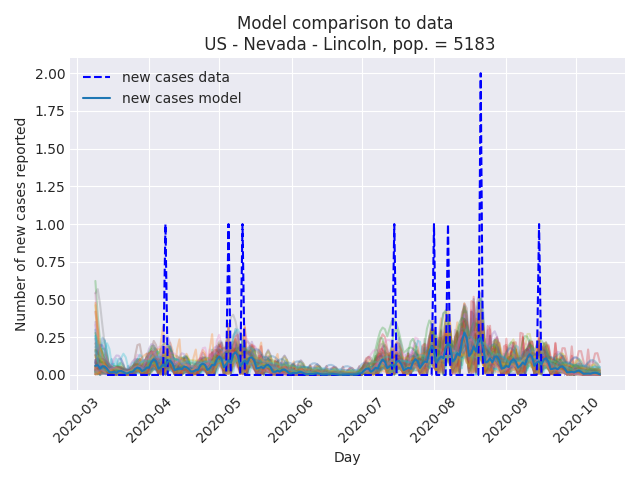 Model comparison to data
US - Nevada - Lincoln, pop. = 5183
new cases data
new cases model
Number of new cases reported
2.00
1.75
1.50
1.25
1.00
0.75
0.50
0.25
0.00
2020-03
2020-04
2020-05
2020-06
2020-07
2020-08
2020-09
2020-10
Day